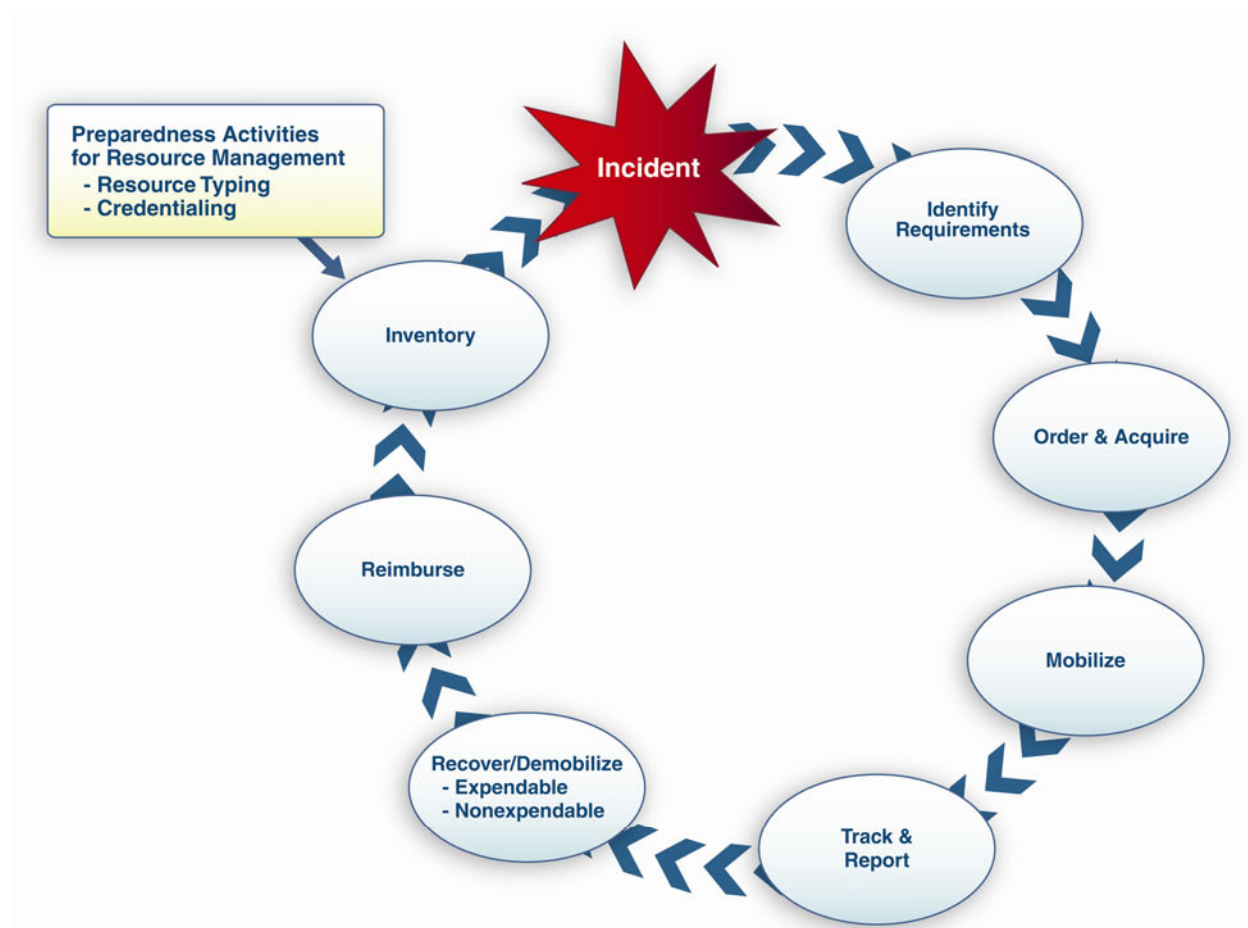 Preparedness Activities
for Resource Management
- Resource Typing
- Credentialing
Incident
Identify
Requirements
Order & Acquire
Mobilize
Track &
Report
Recover/Demobilize
- Expendable
- Nonexpendable
Reimburse
Inventory